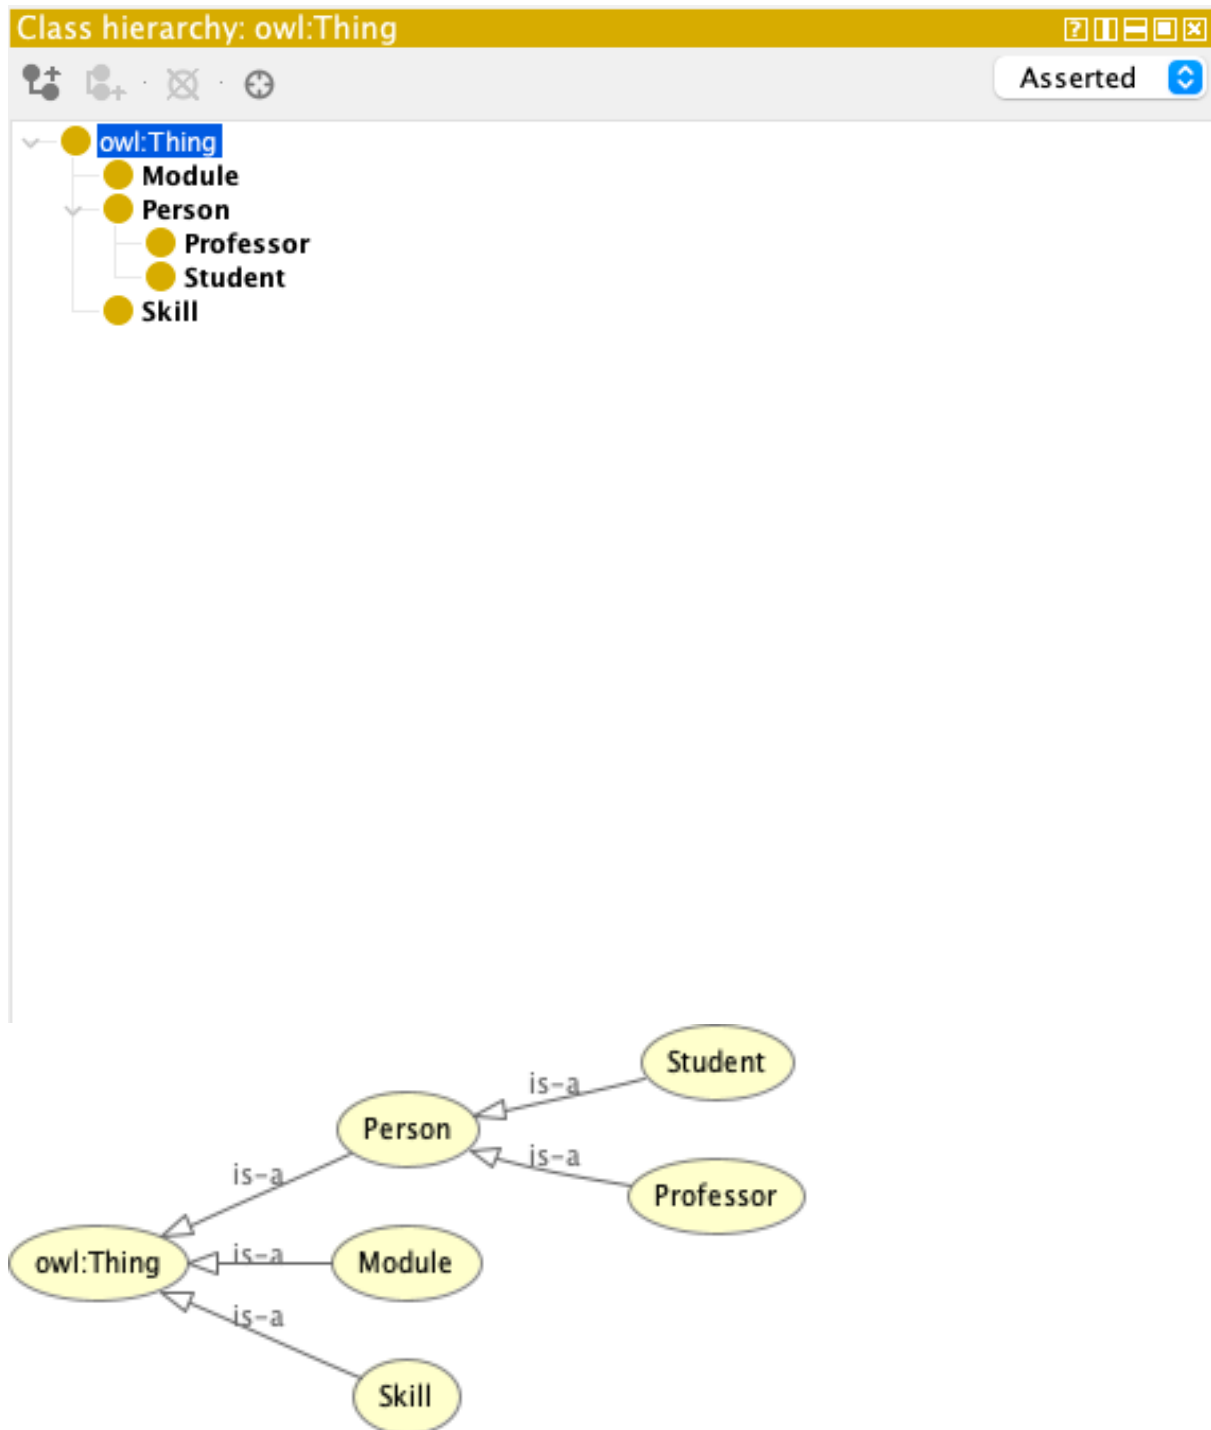 Class hierarchy: owl:Thing
Asserted
owl:Thing
Module
Person
Professor
Student
Skill
Student
is-a
Person
is-a
is-a
Professor
owl:Thing
is-a
Module
is-a
Skill